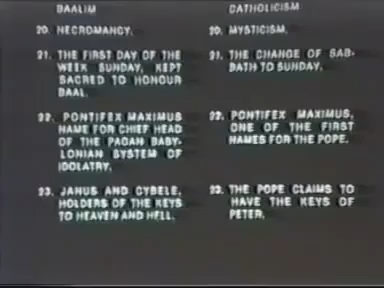 BAALIM
20. NECROMANCY.
21. THE FIRST DAY OF THE
WEEK SUNDAY, KEPT
SACRED TO HONOUR
BAAL.
22. PONTIFEX MAXIMUS
NAME FOR CHIEF HEAD
OF THE PAGAN BABY-
LONIAN SYSTEM OF
IDOLATRY.
23. JANUS AND CYBELE,
HOLDERS OF THE KEYS
TO HEAVEN AND HELL.
CATHOLICISM
20. MYSTICISM.
21. THE CHANGE OF SAB-
BATH TO SUNDAY.
22. PONTIFEX MAXIMUS,
ONE OF THE FIRST
NAMES FOR THE POPE.
23. THE POPE CLAIMS TO
HAVE THE KEYS OF
PETER.